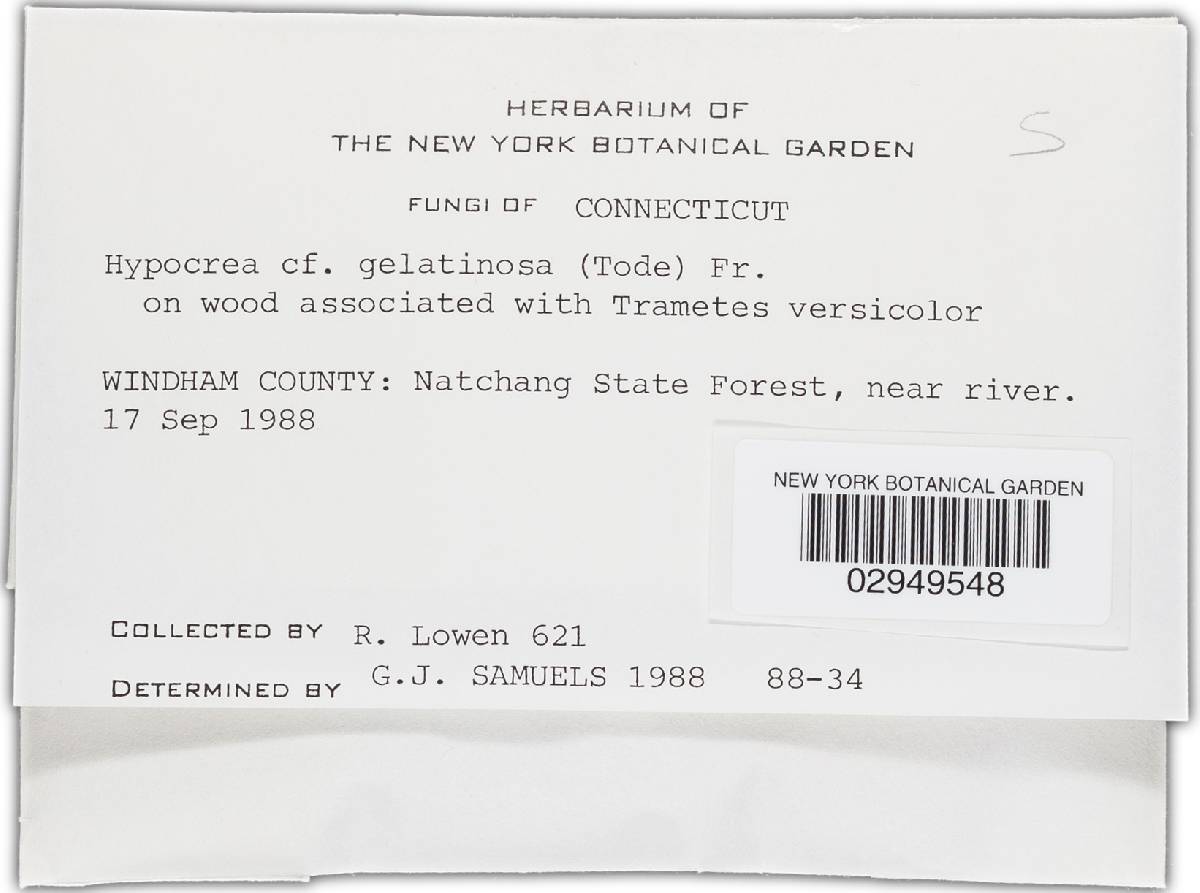 HERBARIUM OF
THE NEW YORK BOTANICAL GARDEN
S
FUNGI OF CONNECTICUT
Hypocrea cf. gelatinosa (Tode) Fr.
on wood associated with Trametes versicolor
WINDHAM COUNTY: Natchang State Forest, near river.
17 Sep 1988
NEW YORK BOTANICAL GARDEN
02949548
COLLECTED BY R. Lowen 621
DETERMINED BY G.J. SAMUELS 1988 88-34